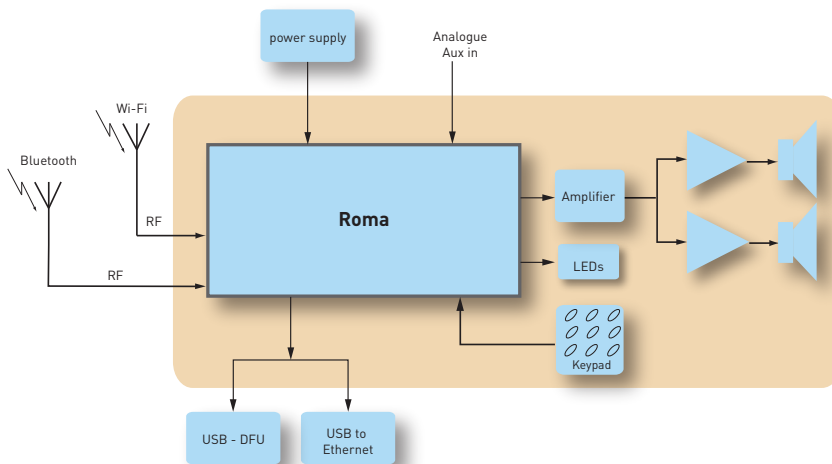 power supply
Analogue
Aux in
Wi-Fi
Bluetooth
RF
RF
Roma
Amplifier
LEDs
Keypad
USB - DFU
USB to
Ethernet